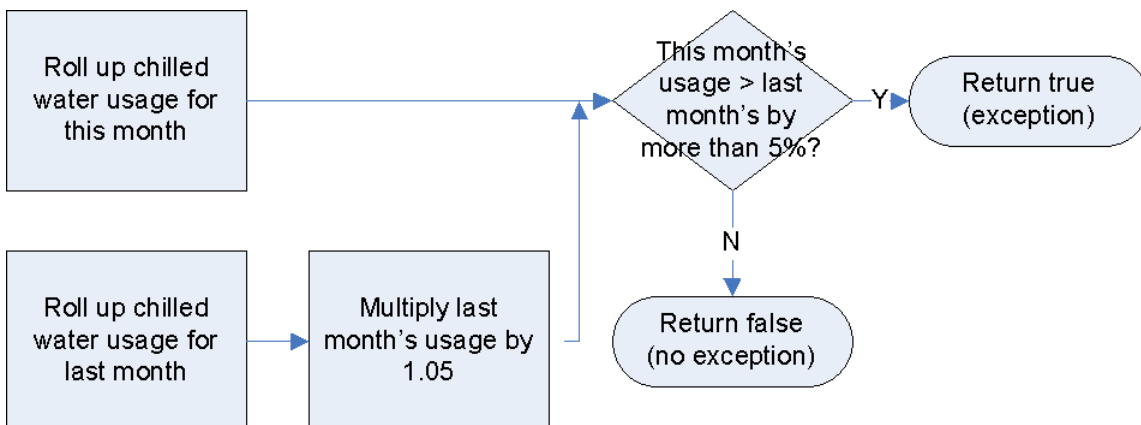 Roll up chilled
water usage for
this month
This month's
usage > last
month's by
more than 5%?
Y
Return true
(exception)
N
Roll up chilled
water usage for
last month
Multiply last
month's usage by
1.05
Return false
(no exception)